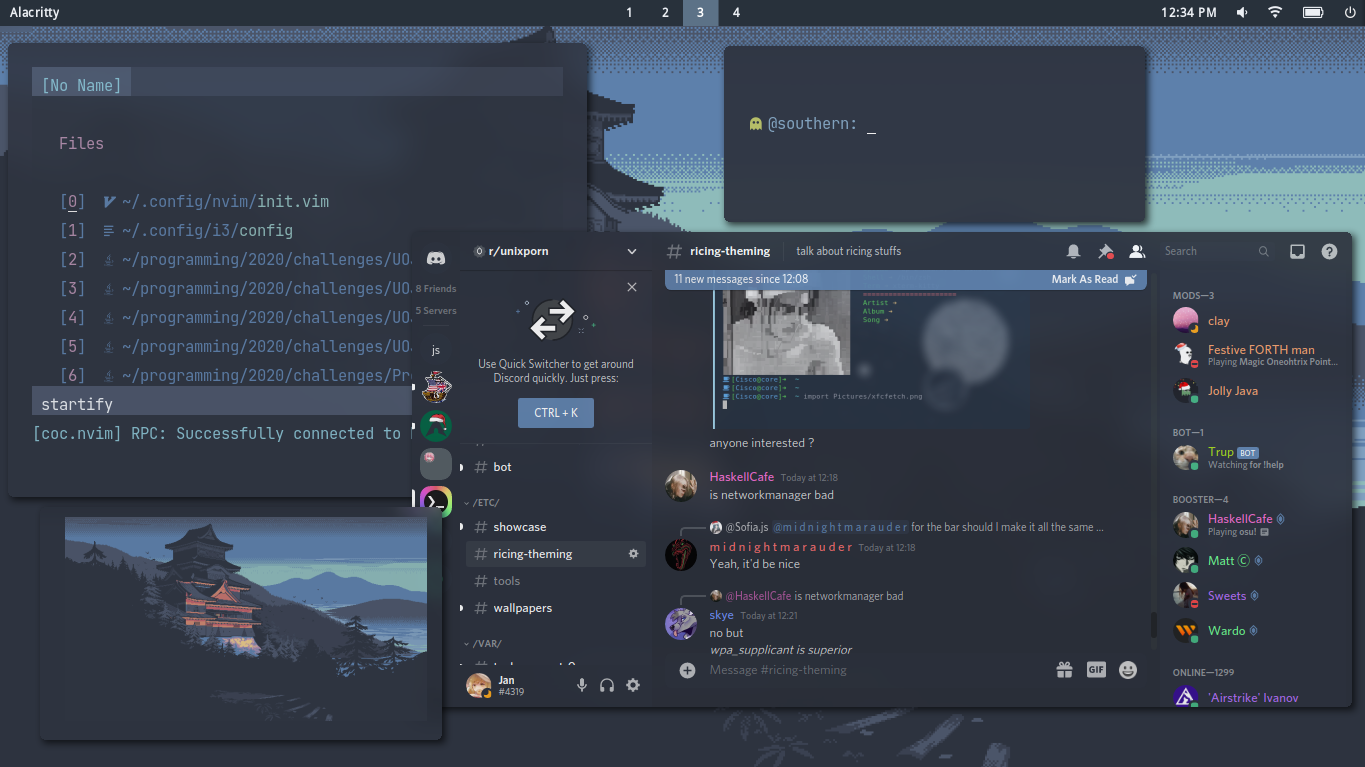 Alacritty
1 2 3 4
12:34 PM
[No Name]
Files
[0] ~/.config/nvim/init.vim
[1] ~/.config/i3/config
[2] ~/programming/2020/challenges/UO
[3] ~/programming/2020/challenges/UO
[4] ~/programming/2020/challenges/UO
[5] ~/programming/2020/challenges/UO
[6] ~/programming/2020/challenges/Pr
startify
[coc.nvim] RPC: Successfully connected to
@southern: _
8 Friends
5 Servers
js
r/unixporn
Use Quick Switcher to get around
Discord quickly. Just press:
CTRL + K
# bot
/ETC/
# showcase
# ricing-theming
# tools
# wallpapers
/VAR/
Jan
#4319
# ricing-theming
talk about ricing stuffs
Search
11 new messages since 12:08
Mark As Read
Artist ➜
Album ➜
Song ➜
[Cisco@core]➜ ~
[Cisco@core]➜ ~
[Cisco@core]➜ ~ import Pictures/sfcfetch.png
anyone interested ?
HaskellCafe Today at 12:18
is networkmanager bad
@Sofia.js @midnightmarauder for the bar should I make it all the same ...
midnightmarauder Today at 12:18
Yeah, it'd be nice
@HaskellCafe is networkmanager bad
skye Today at 12:21
no but
wpa_supplicant is superior
Message #ricing-theming
GIF
MODS—3
clay
Festive FORTH man
Playing Magic Oneohtrix Point...
Jolly Java
BOT—1
Trup BOT
Watching for !help
BOOSTER—4
HaskellCafe
Playing osu!
Matt Ⓒ
Sweets
Wardo
ONLINE—1299
'Airstrike' Ivanov